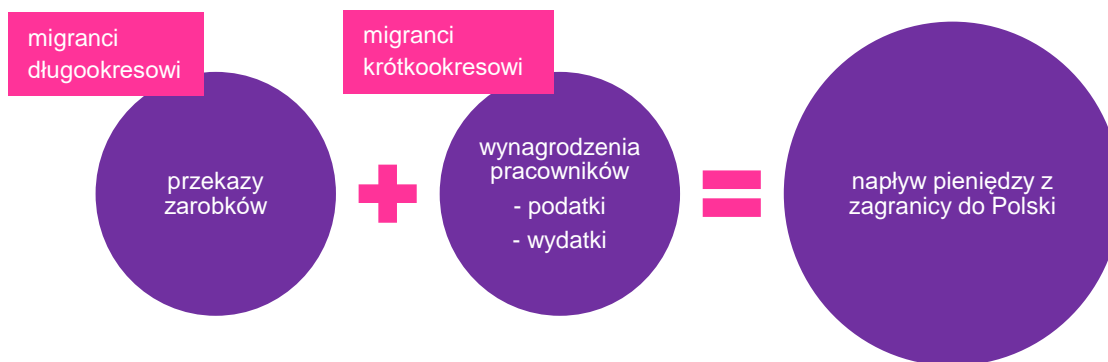 migranci
długookresowi
migranci
krótkookresowi
przekazy
zarobków
wynagrodzenia
pracowników
- podatki
- wydatki
napływ pieniędzy z
zagranicy do Polski